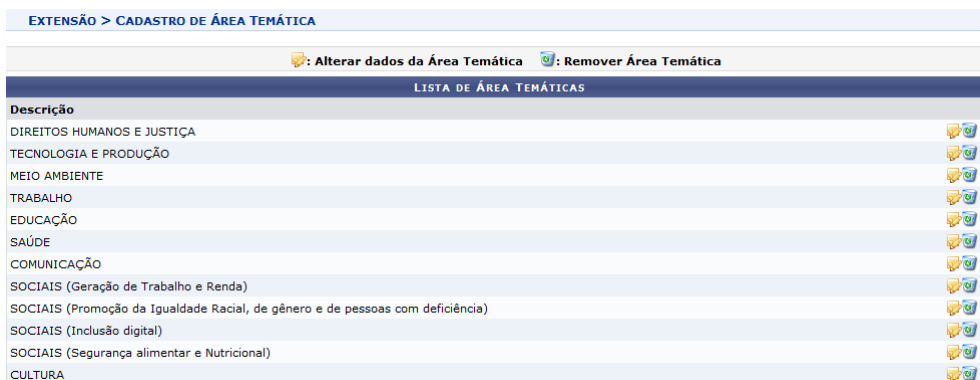 EXTENSÃO > CADASTRO DE ÁREA TEMÁTICA
: Alterar dados da Área Temática : Remover Área Temática
LISTA DE ÁREA TEMÁTICAS
Descrição
DIREITOS HUMANOS E JUSTIÇA
TECNOLOGIA E PRODUÇÃO
MEIO AMBIENTE
TRABALHO
EDUCAÇÃO
SAÚDE
COMUNICAÇÃO
SOCIAIS (Geração de Trabalho e Renda)
SOCIAIS (Promoção da Igualdade Racial, de gênero e de pessoas com deficiência)
SOCIAIS (Inclusão digital)
SOCIAIS (Segurança alimentar e Nutricional)
CULTURA